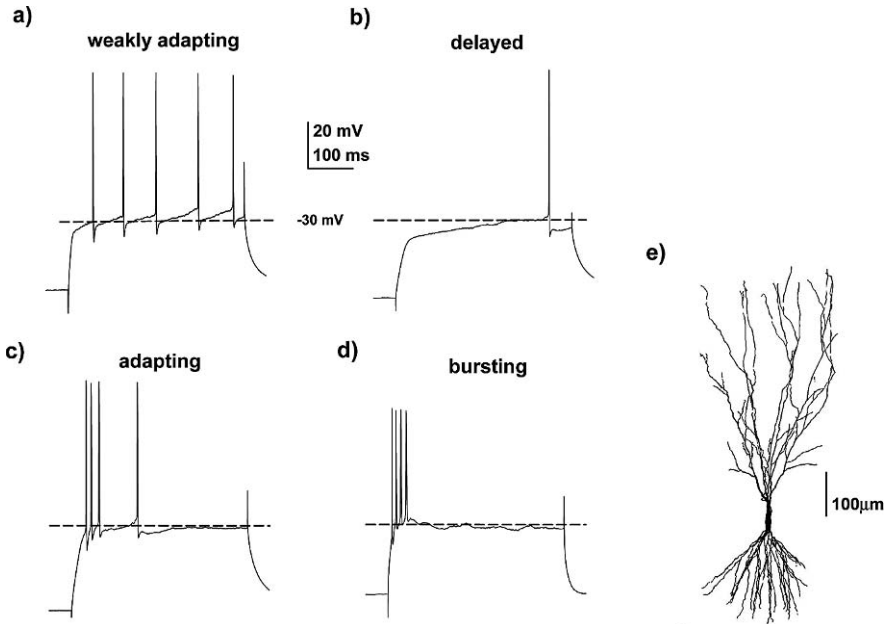 a)
weakly adapting
b)
delayed
20 mV
100 ms
-30 mV
e)
c)
adapting
d)
bursting
100μm